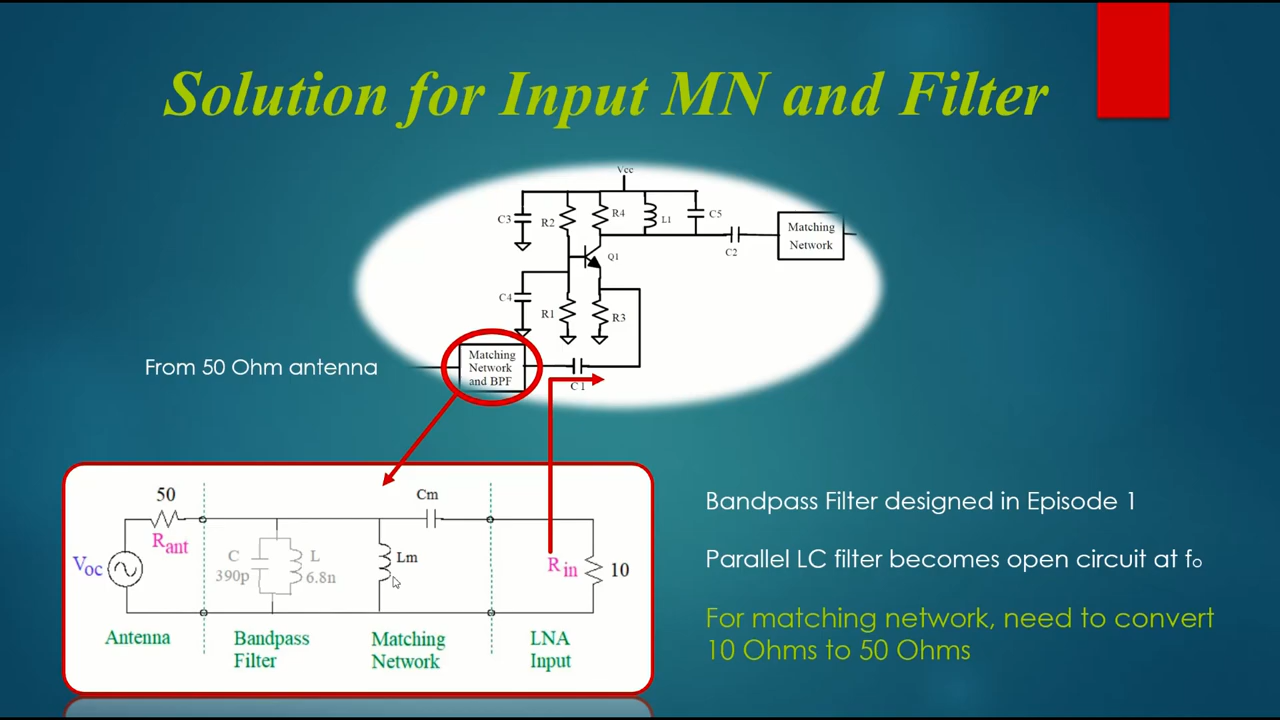 Solution for Input MN and Filter
Vcc
C3
R2
R4
L1
C5
Matching
Network
C2
Q1
C4
R1
R3
From 50 Ohm antenna
Matching
Network
and BPF
C1
50
Rant
Voc
C
390p
L
6.8n
Cm
Lm
Rin
10
Antenna
Bandpass
Filter
Matching
Network
LNA
Input
Bandpass Filter designed in Episode 1
Parallel LC filter becomes open circuit at fo
For matching network, need to convert
10 Ohms to 50 Ohms